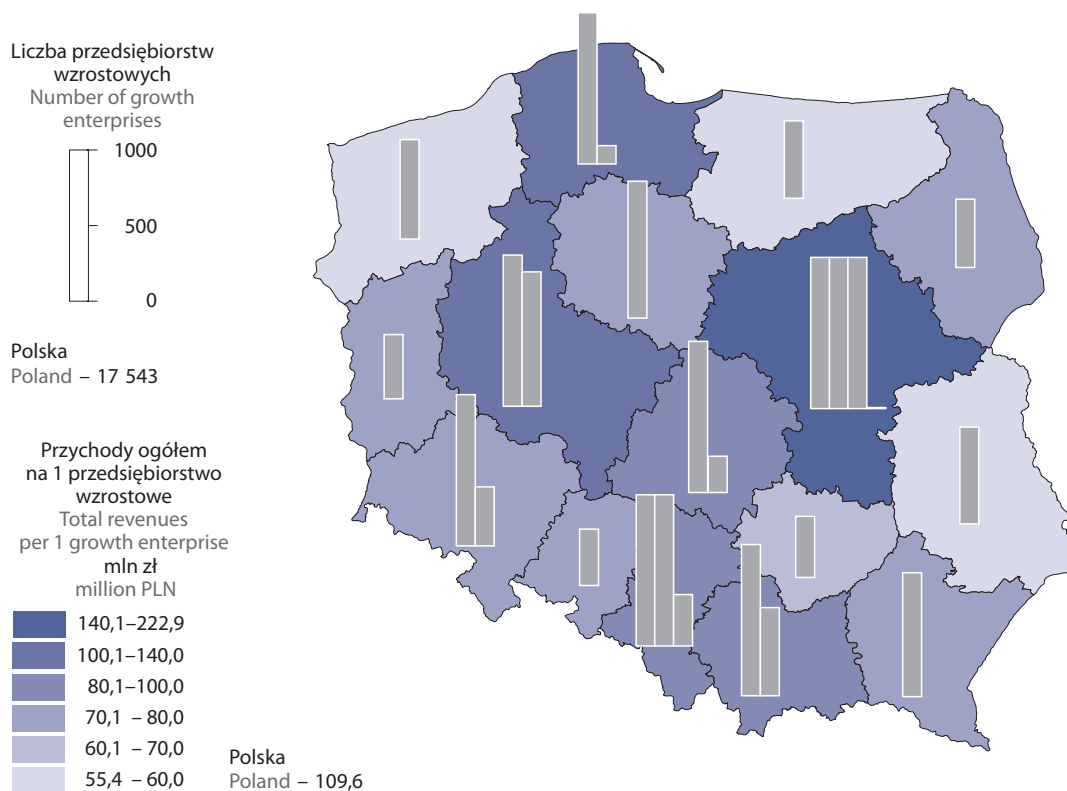 Liczba przedsiębiorstw
wzrostowych
Number of growth
enterprises
1000
500
0
Polska
Poland – 17 543
Przychody ogółem
na 1 przedsiębiorstwo
wzrostowe
Total revenues
per 1 growth enterprise
mln zł
million PLN
140,1–222,9
100,1–140,0
80,1–100,0
70,1 – 80,0
60,1 – 70,0
55,4 – 60,0
Polska
Poland – 109,6